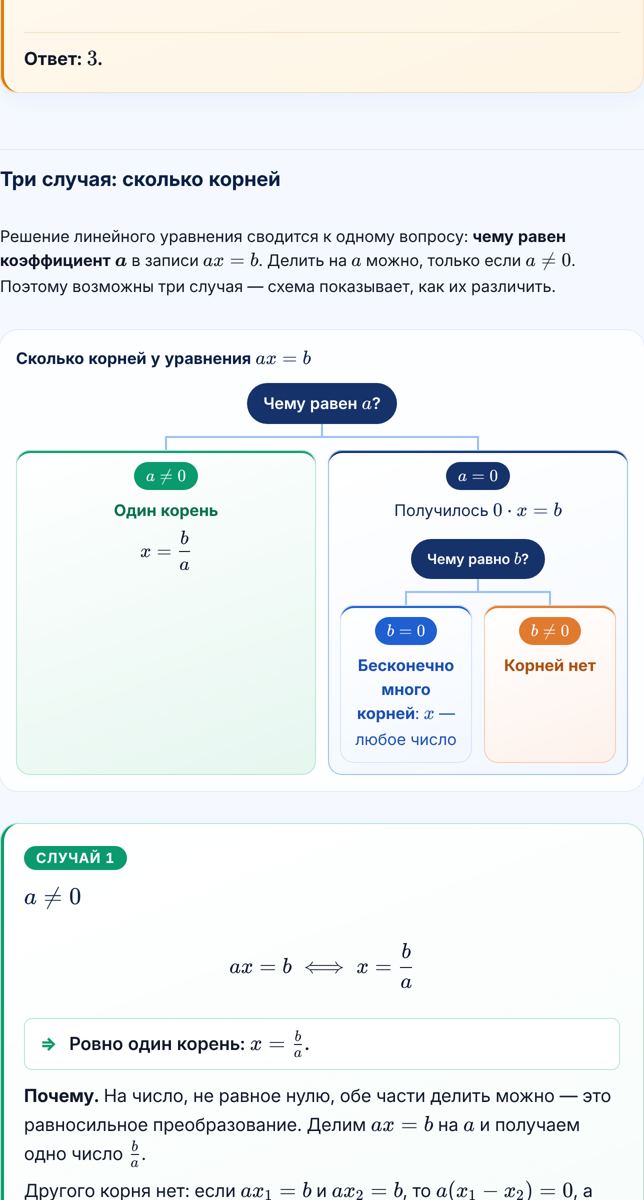 Ответ: 3.
Три случая: сколько корней
Решение линейного уравнения сводится к одному вопросу: чему равен
коэффициент a в записи ax = b. Делить на a можно, только если a ≠ 0.
Поэтому возможны три случая — схема показывает, как их различить.
Сколько корней у уравнения ax = b
Чему равен a?
a ≠ 0
Один корень
x = b/a
a = 0
Получилось 0 · x = b
Чему равно b?
b = 0
Бесконечно
много
корней: x —
любое число
b ≠ 0
Корней нет
СЛУЧАЙ 1
a ≠ 0
ax = b ⟺ x = b/a
⇒ Ровно один корень: x = b/a.
Почему. На число, не равное нулю, обе части делить можно — это
равносильное преобразование. Делим ax = b на a и получаем
одно число b/a.
Другого корня нет: если ax₁ = b и ax₂ = b, то a(x₁ − x₂) = 0, а